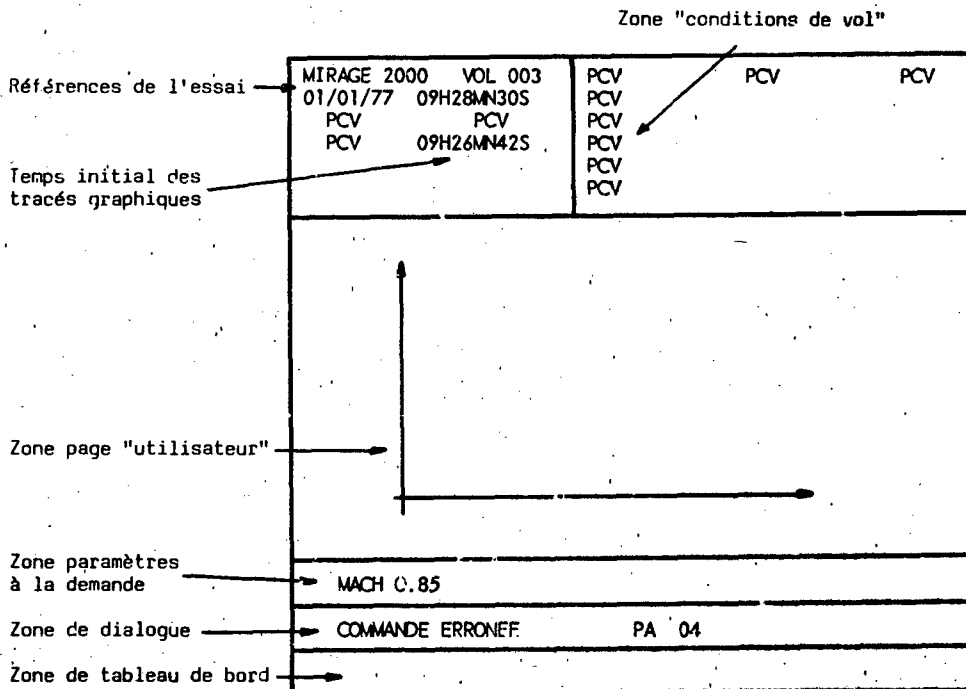 Zone "conditions de vol"
Références de l'essai
MIRAGE 2000 VOL 003
01/01/77 09H28MN30S
PCV PCV
PCV 09H26MN42S
PCV PCV PCV
PCV
PCV
PCV
PCV
PCV
Temps initial des
tracés graphiques
Zone page "utilisateur"
Zone paramètres
à la demande
MACH 0.85
Zone de dialogue
COMMANDE ERRONEE PA 04
Zone de tableau de bord